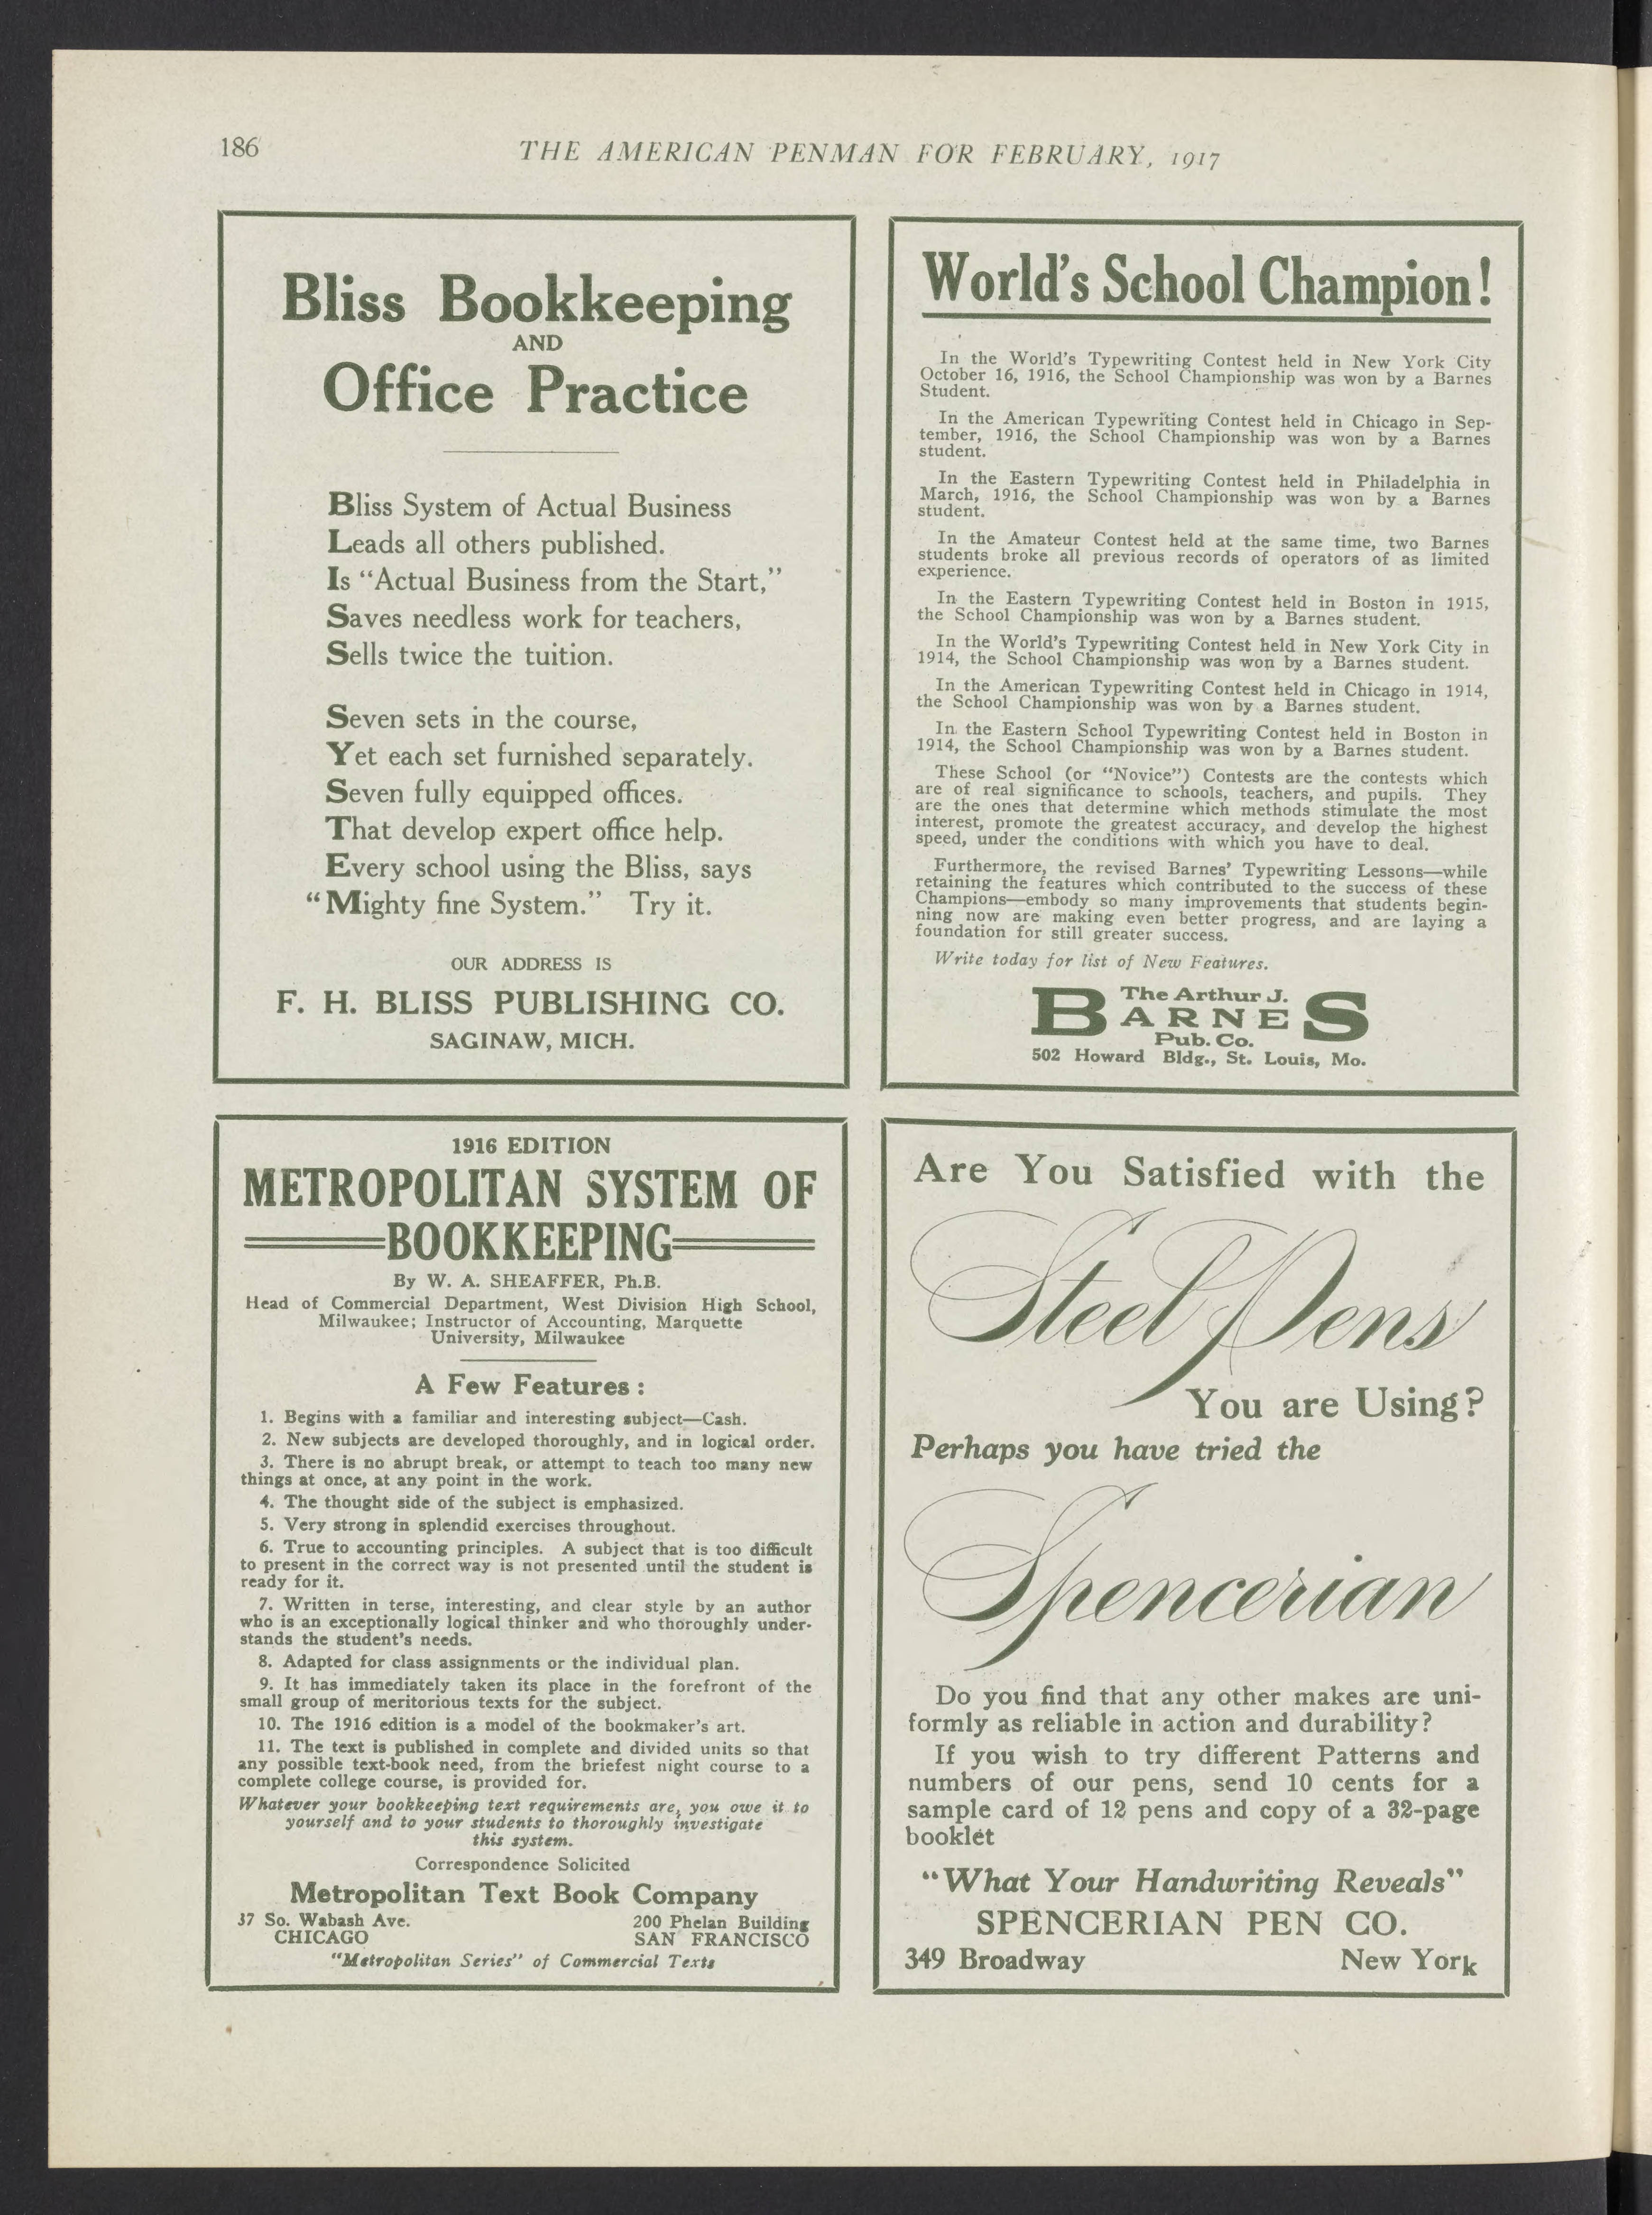 186
THE AMERICAN PENMAN FOR FEBRUARY, 1917
Bliss Bookkeeping
AND
Office Practice
Bliss System of Actual Business
Leads all others published.
Is "Actual Business from the Start,"
Saves needless work for teachers,
Sells twice the tuition.
Seven sets in the course,
Yet each set furnished separately.
Seven fully equipped offices.
That develop expert office help.
Every school using the Bliss, says
"Mighty fine System." Try it.
OUR ADDRESS IS
F. H. BLISS PUBLISHING CO.
SAGINAW, MICH.
World's School Champion!
In the World's Typewriting Contest held in New York City
October 16, 1916, the School Championship was won by a Barnes
Student.
In the American Typewriting Contest held in Chicago in Sep-
tember, 1916, the School Championship was won by a Barnes
student.
In the Eastern Typewriting Contest held in Philadelphia in
March, 1916, the School Championship was won by a Barnes
student.
In the Amateur Contest held at the same time, two Barnes
students broke all previous records of operators of as limited
experience.
In the Eastern Typewriting Contest held in Boston in 1915,
the School Championship was won by a Barnes student.
In the World's Typewriting Contest held in New York City in
1914, the School Championship was won by a Barnes student.
In the American Typewriting Contest held in Chicago in 1914,
the School Championship was won by a Barnes student.
In the Eastern School Typewriting Contest held in Boston in
1914, the School Championship was won by a Barnes student.
These School (or "Novice") Contests are the contests which
are of real significance to schools, teachers, and pupils. They
are the ones that determine which methods stimulate the most
interest, promote the greatest accuracy, and develop the highest
speed, under the conditions with which you have to deal.
Furthermore, the revised Barnes' Typewriting Lessons—while
retaining the features which contributed to the success of these
Champions—embody so many improvements that students begin-
ning now are making even better progress, and are laying a
foundation for still greater success.
Write today for list of New Features.
The Arthur J.
BARNES
Pub. Co.
502 Howard Bldg., St. Louis, Mo.
1916 EDITION
METROPOLITAN SYSTEM OF
BOOKKEEPING
By W. A. SHEAFFER, Ph.B.
Head of Commercial Department, West Division High School,
Milwaukee; Instructor of Accounting, Marquette
University, Milwaukee
A Few Features:
1. Begins with a familiar and interesting subject—Cash.
2. New subjects are developed thoroughly, and in logical order.
3. There is no abrupt break, or attempt to teach too many new
things at once, at any point in the work.
4. The thought side of the subject is emphasized.
5. Very strong in splendid exercises throughout.
6. True to accounting principles. A subject that is too difficult
to present in the correct way is not presented until the student is
ready for it.
7. Written in terse, interesting, and clear style by an author
who is an exceptionally logical thinker and who thoroughly under-
stands the student's needs.
8. Adapted for class assignments or the individual plan.
9. It has immediately taken its place in the forefront of the
small group of meritorious texts for the subject.
10. The 1916 edition is a model of the bookmaker's art.
11. The text is published in complete and divided units so that
any possible text-book need, from the briefest night course to a
complete college course, is provided for.
Whatever your bookkeeping text requirements are, you owe it to
yourself and to your students to thoroughly investigate
this system.
Correspondence Solicited
Metropolitan Text Book Company
37 So. Wabash Ave. 200 Phelan Building
CHICAGO SAN FRANCISCO
"Metropolitan Series" of Commercial Texts
Are You Satisfied with the
Steel Pens
You are Using?
Perhaps you have tried the
Spencerian
Do you find that any other makes are uni-
formly as reliable in action and durability?
If you wish to try different Patterns and
numbers of our pens, send 10 cents for a
sample card of 12 pens and copy of a 32-page
booklet
"What Your Handwriting Reveals"
SPENCERIAN PEN CO.
349 Broadway New York